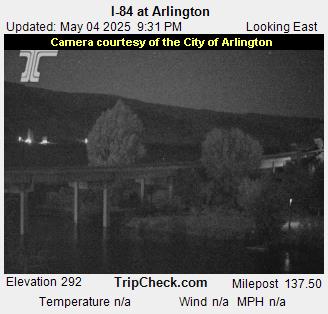 I-84 at Arlington
Updated: May 04 2025 9:31 PM Looking East
Camera courtesy of the City of Arlington
Elevation 292 TripCheck.com Milepost 137.50
Temperature n/a Wind n/a MPH n/a